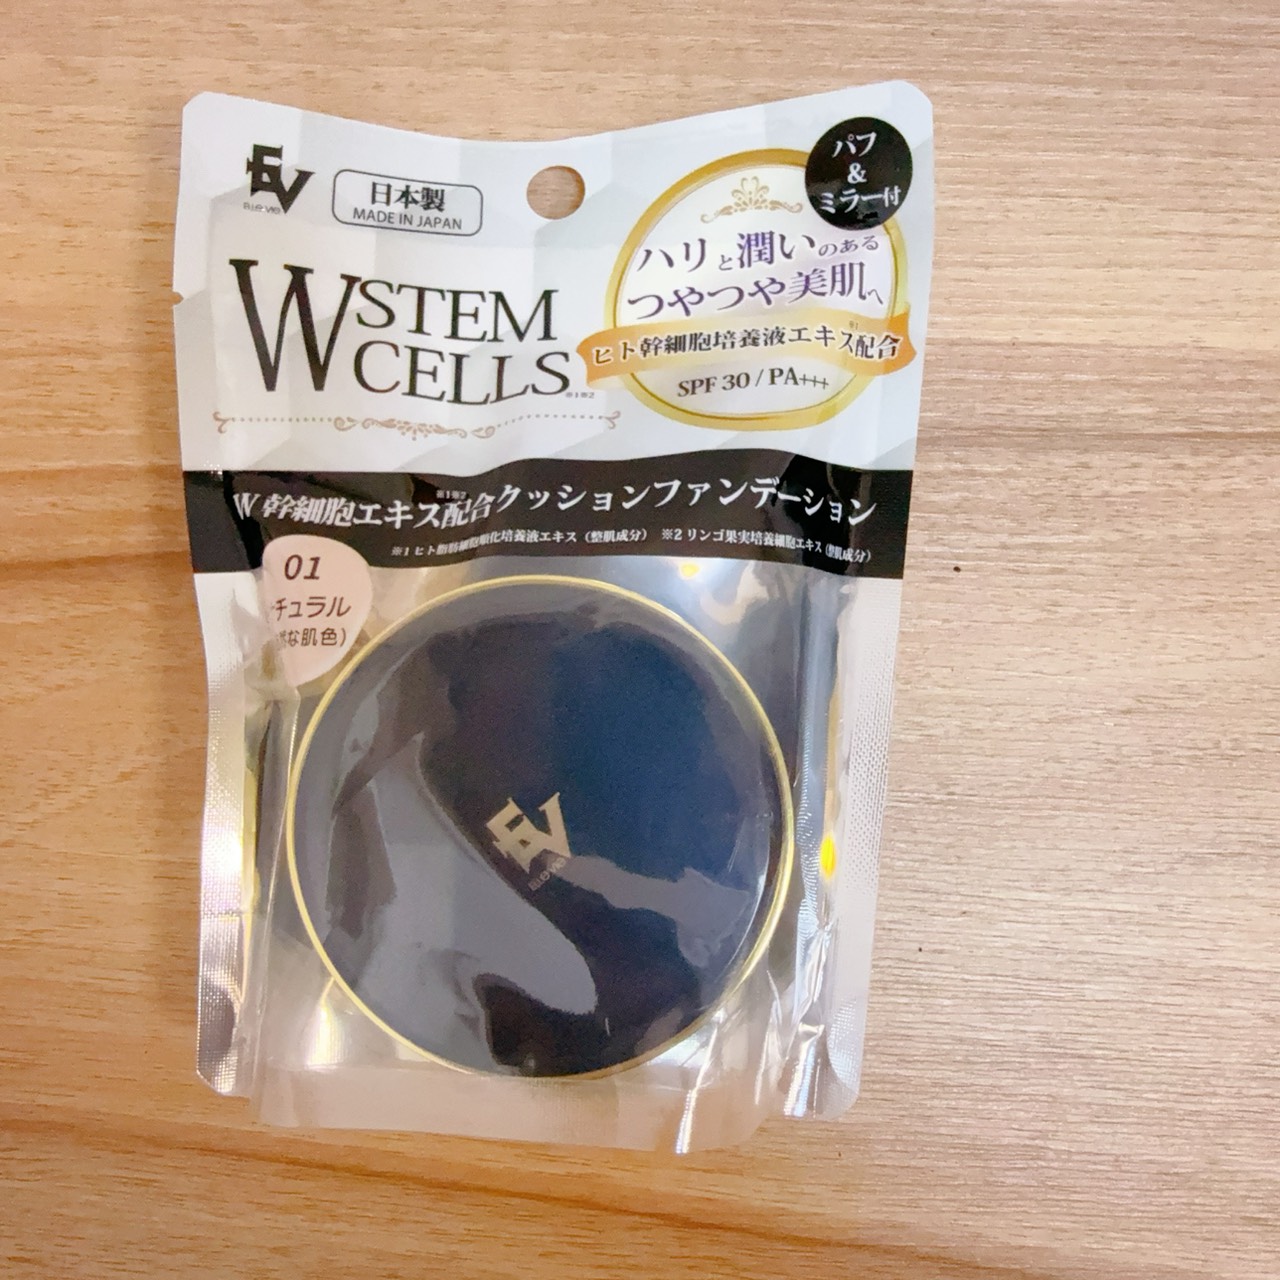 EV
日本製
MADE IN JAPAN
パフ
&
ミラー付
W STEM
CELLS ※1※2
ハリと潤いのある
つやつや美肌へ
ヒト幹細胞培養液エキス※1配合
SPF 30 / PA+++
W 幹細胞エキス※1※2配合クッションファンデーション
※1 ヒト脂肪細胞順化培養液エキス（整肌成分） ※2 リンゴ果実培養細胞エキス（整肌成分）
01
チュラル
な肌色)
EV